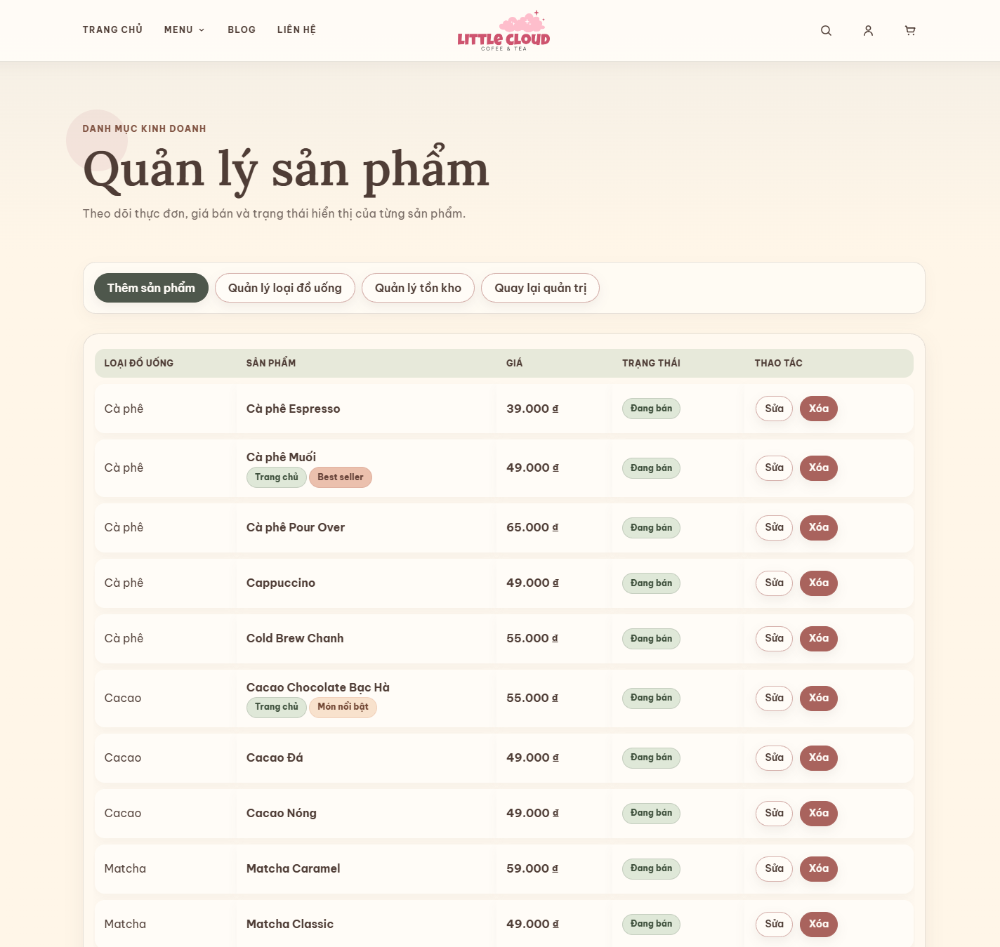 TRANG CHỦ MENU BLOG LIÊN HỆ
LITTLE CLOUD
COFEE & TEA
DANH MỤC KINH DOANH
Quản lý sản phẩm
Theo dõi thực đơn, giá bán và trạng thái hiển thị của từng sản phẩm.
Thêm sản phẩm Quản lý loại đồ uống Quản lý tồn kho Quay lại quản trị
LOẠI ĐỒ UỐNG SẢN PHẨM GIÁ TRẠNG THÁI THAO TÁC
Cà phê Cà phê Espresso 39.000 ₫ Đang bán Sửa Xóa
Cà phê Cà phê Muối 49.000 ₫ Đang bán Sửa Xóa
Trang chủ Best seller
Cà phê Cà phê Pour Over 65.000 ₫ Đang bán Sửa Xóa
Cà phê Cappuccino 49.000 ₫ Đang bán Sửa Xóa
Cà phê Cold Brew Chanh 55.000 ₫ Đang bán Sửa Xóa
Cacao Cacao Chocolate Bạc Hà 55.000 ₫ Đang bán Sửa Xóa
Trang chủ Món nổi bật
Cacao Cacao Đá 49.000 ₫ Đang bán Sửa Xóa
Cacao Cacao Nóng 49.000 ₫ Đang bán Sửa Xóa
Matcha Matcha Caramel 59.000 ₫ Đang bán Sửa Xóa
Matcha Matcha Classic 49.000 ₫ Đang bán Sửa Xóa